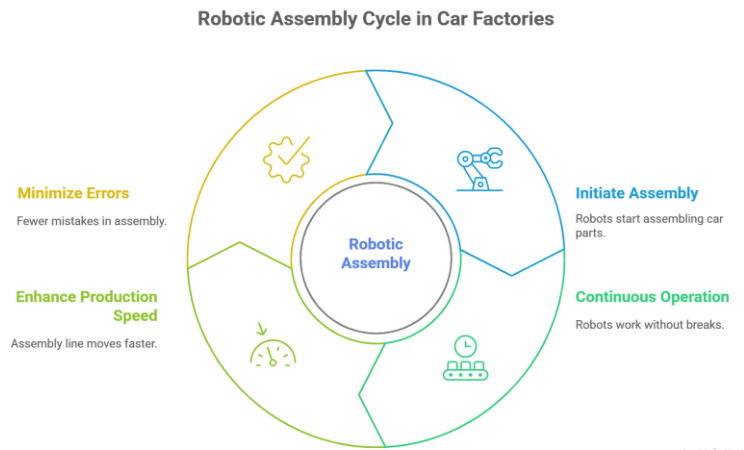 Robotic Assembly Cycle in Car Factories
Minimize Errors
Fewer mistakes in assembly.
Initiate Assembly
Robots start assembling car
parts.
Robotic
Assembly
Enhance Production
Speed
Assembly line moves faster.
Continuous Operation
Robots work without breaks.